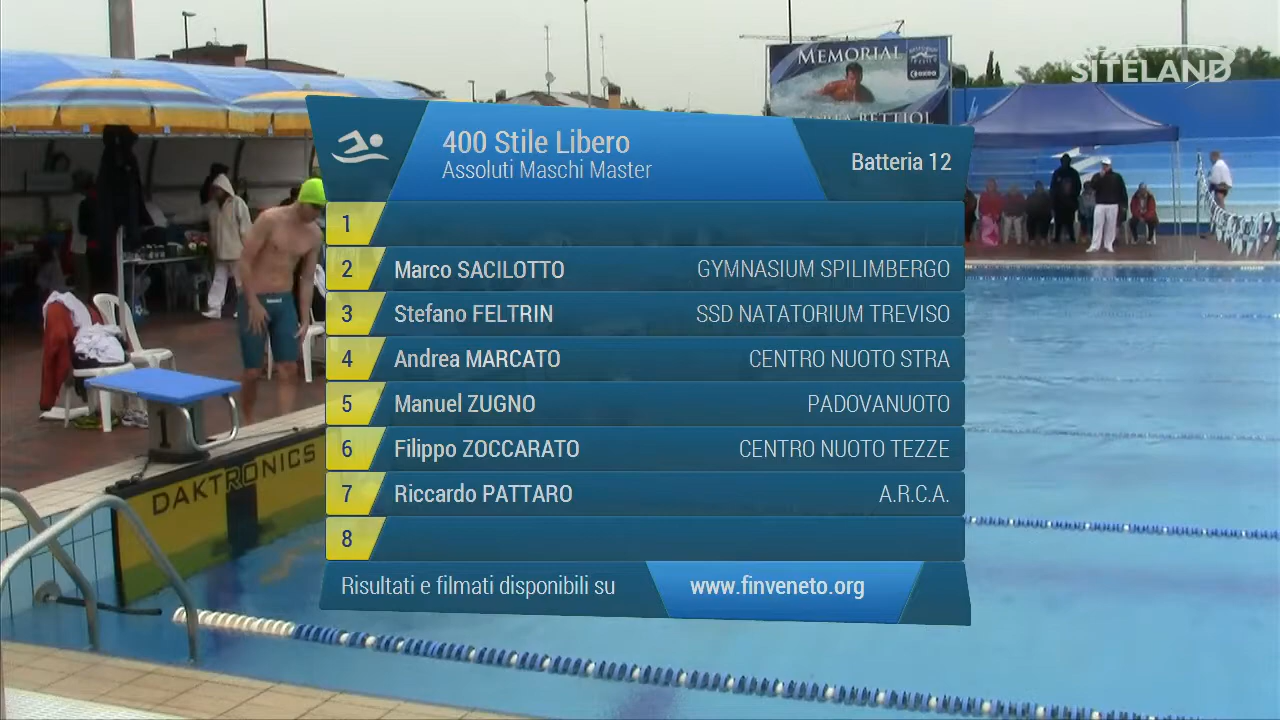 MEMORIAL
BETTIOL
SITELAND
400 Stile Libero
Assoluti Maschi Master
Batteria 12
1
2 Marco SACILOTTO GYMNASIUM SPILIMBERGO
3 Stefano FELTRIN SSD NATATORIUM TREVISO
4 Andrea MARCATO CENTRO NUOTO STRA
5 Manuel ZUGNO PADOVANUOTO
6 Filippo ZOCCARATO CENTRO NUOTO TEZZE
7 Riccardo PATTARO A.R.C.A.
8
Risultati e filmati disponibili su www.finveneto.org
1
DAKTRONICS